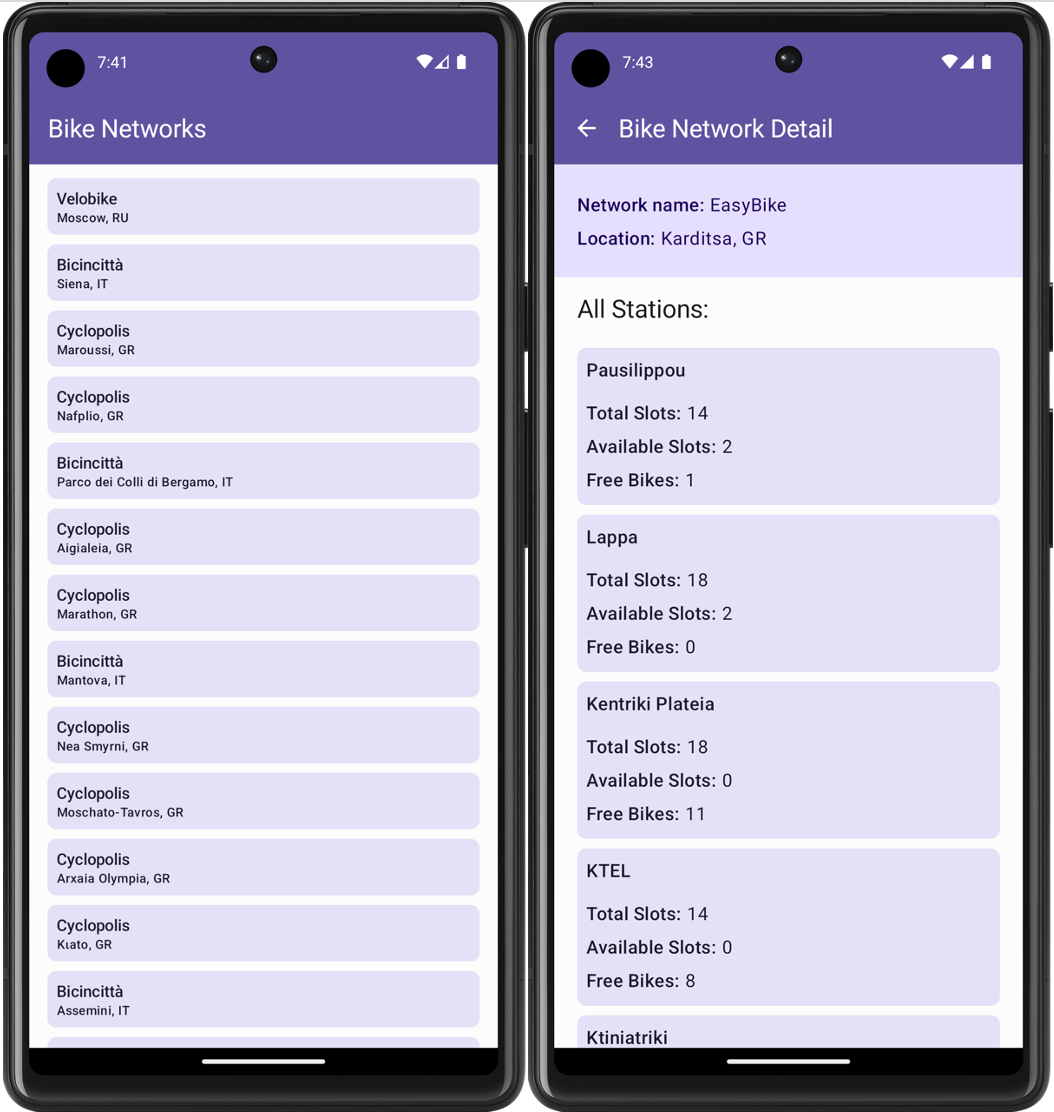 7:41
Bike Networks
Velobike
Moscow, RU
Bicincittà
Siena, IT
Cyclopolis
Maroussi, GR
Cyclopolis
Nafplio, GR
Bicincittà
Parco dei Colli di Bergamo, IT
Cyclopolis
Aigialeia, GR
Cyclopolis
Marathon, GR
Bicincittà
Mantova, IT
Cyclopolis
Nea Smyrni, GR
Cyclopolis
Moschato-Tavros, GR
Cyclopolis
Arxaia Olympia, GR
Cyclopolis
Kιato, GR
Bicincittà
Assemini, IT
7:43
Bike Network Detail
Network name: EasyBike
Location: Karditsa, GR
All Stations:
Pausilippou
Total Slots: 14
Available Slots: 2
Free Bikes: 1
Lappa
Total Slots: 18
Available Slots: 2
Free Bikes: 0
Kentriki Plateia
Total Slots: 18
Available Slots: 0
Free Bikes: 11
KTEL
Total Slots: 14
Available Slots: 0
Free Bikes: 8
Ktiniatriki